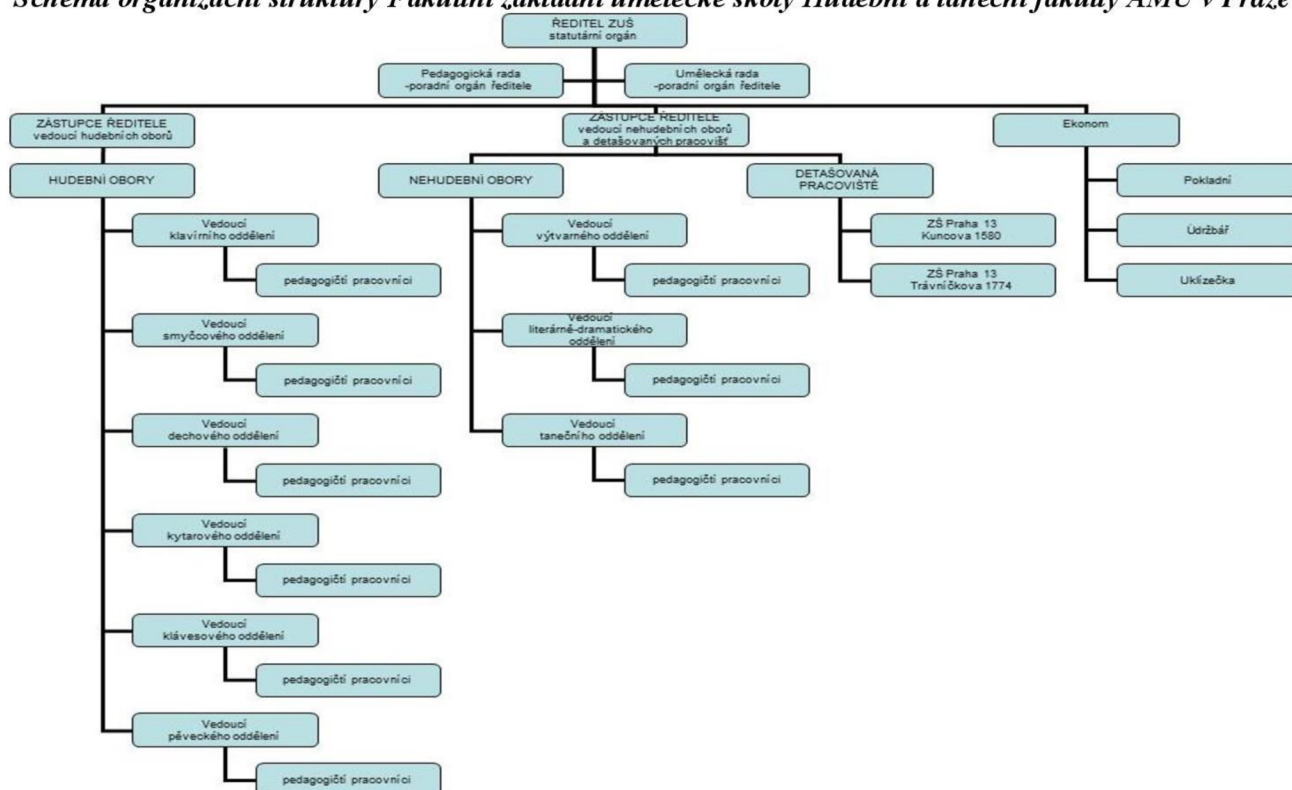 Schéma organizační struktury Fakultní základní umělecké školy Hudební a taneční fakulty AMU v Praze
ŘEDITEL ZUŠ
statutární orgán
Pedagogická rada
-poradní orgán ředitele
Umělecká rada
-poradní orgán ředitele
ZÁSTUPCE ŘEDITELE
vedoucí hudebních oborů
ZÁSTUPCE ŘEDITELE
vedoucí nehudebních oborů
a detašovaných pracovišť
Ekonom
HUDEBNÍ OBORY
NEHUDEBNÍ OBORY
DETAŠOVANÁ
PRACOVIŠTĚ
Pokladní
Údržbář
Uklízečka
Vedoucí
klavírního oddělení
pedagogičtí pracovníci
Vedoucí
smyčcového oddělení
pedagogičtí pracovníci
Vedoucí
dechového oddělení
pedagogičtí pracovníci
Vedoucí
kytarového oddělení
pedagogičtí pracovníci
Vedoucí
klávesového oddělení
pedagogičtí pracovníci
Vedoucí
pěveckého oddělení
pedagogičtí pracovníci
Vedoucí
výtvarného oddělení
pedagogičtí pracovníci
Vedoucí
literárně-dramatického
oddělení
pedagogičtí pracovníci
Vedoucí
tanečního oddělení
pedagogičtí pracovníci
ZŠ Praha 13
Kuncova 1580
ZŠ Praha 13
Trávníčkova 1774